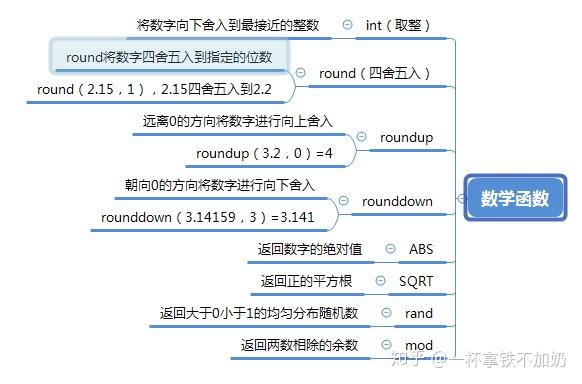 将数字向下舍入到最接近的整数 int（取整）
round将数字四舍五入到指定的位数
round（四舍五入）
round（2.15，1），2.15四舍五入到2.2
远离0的方向将数字进行向上舍入
roundup
roundup（3.2，0）=4
朝向0的方向将数字进行向下舍入
rounddown
rounddown（3.14159，3）=3.141
数学函数
返回数字的绝对值 ABS
返回正的平方根 SQRT
返回大于0小于1的均匀分布随机数 rand
返回两数相除的余数 mod
知乎 @一杯拿铁不加奶